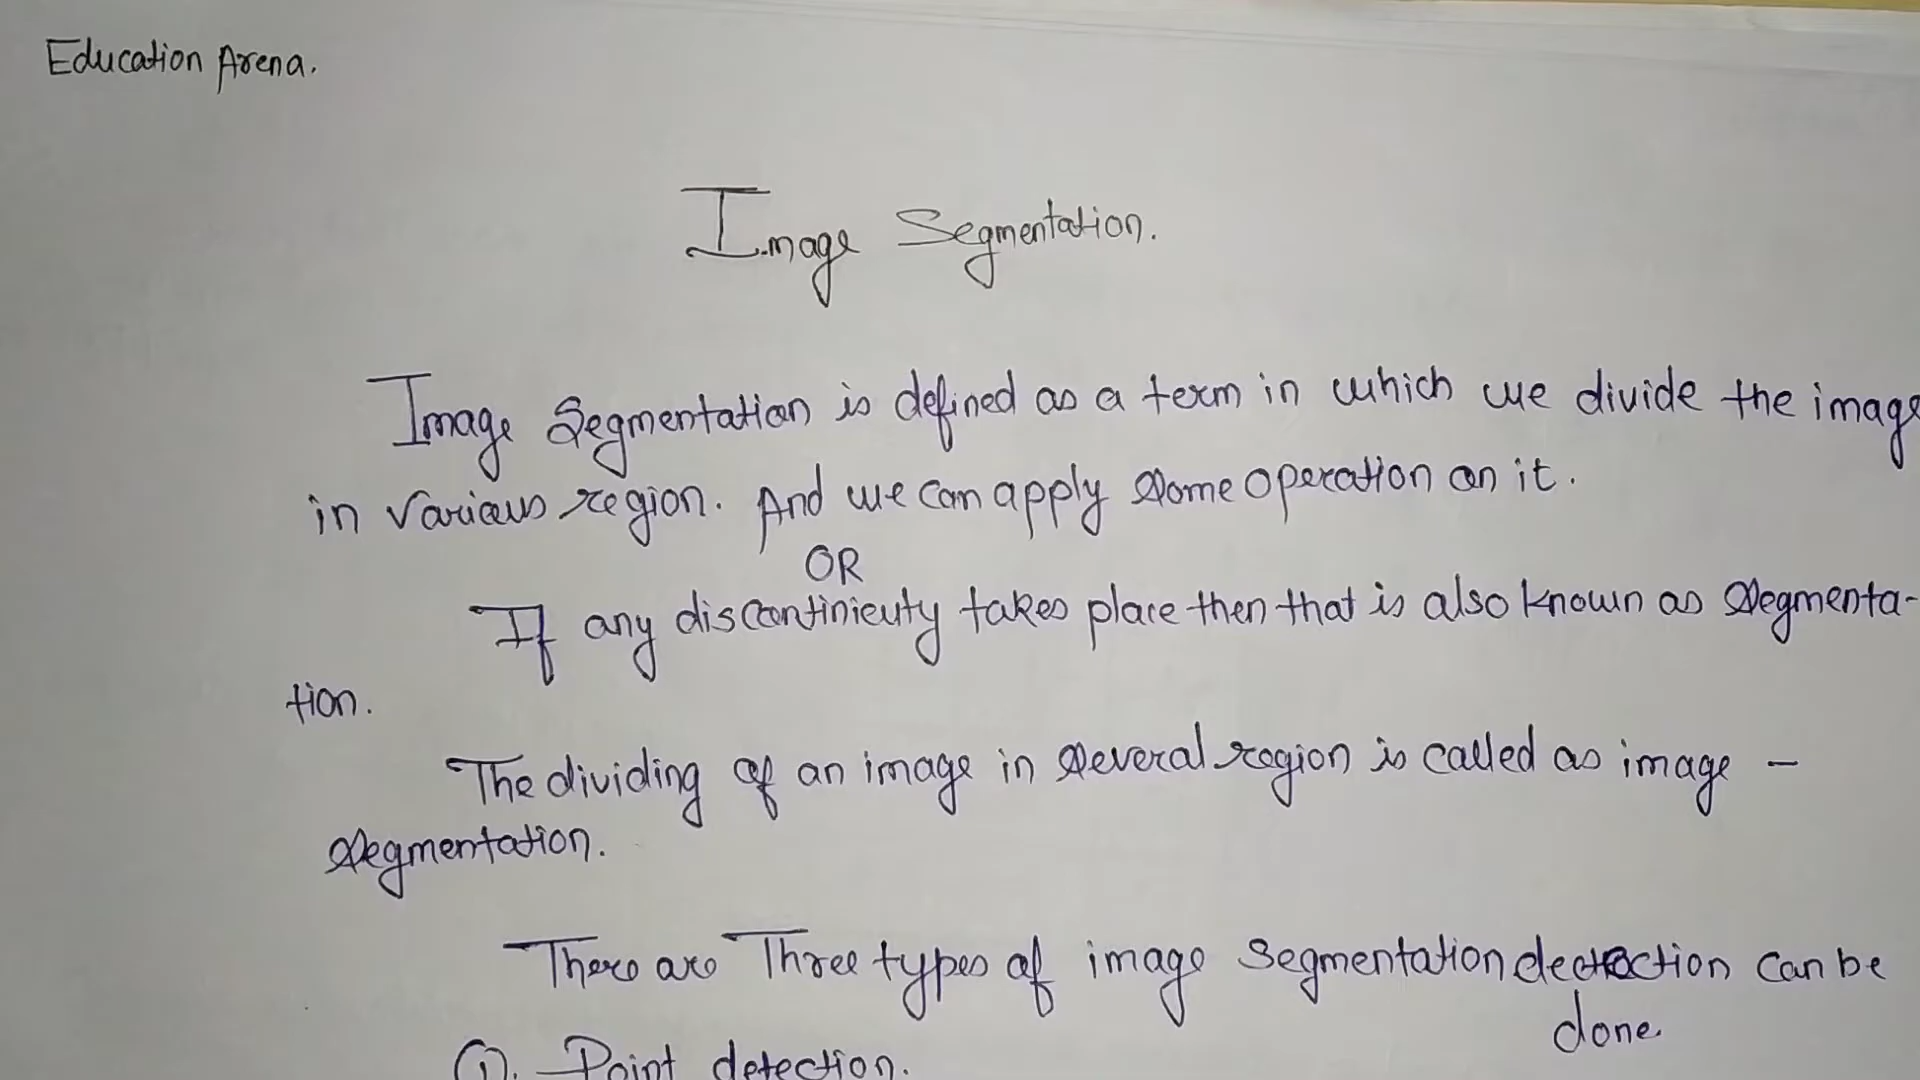 Education Arena.
Image Segmentation.
Image Segmentation is defined as a term in which we divide the image
in various region. And we can apply some operation on it.
OR
If any discontinieuty takes place then that is also known as segmenta-
tion.
The dividing of an image in several region is called as image -
segmentation.
There are Three types of image segmentation detection can be
done.
(1). Point detection.